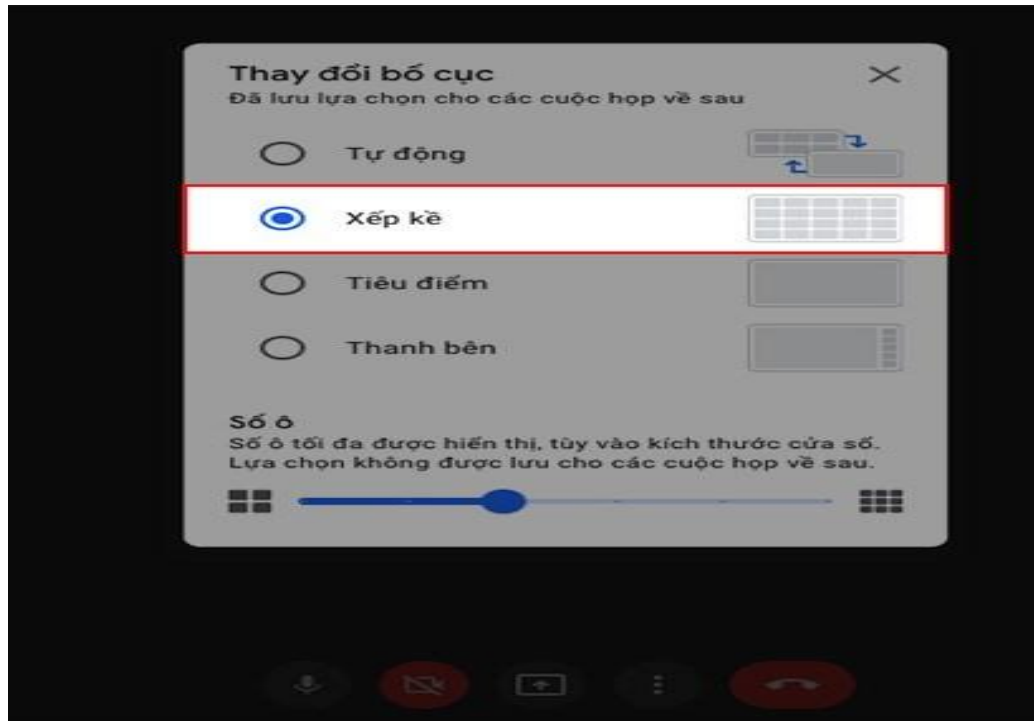 Thay đổi bố cục
Đã lưu lựa chọn cho các cuộc họp về sau
Tự động
Xếp kề
Tiêu điểm
Thanh bên
Số ô
Số ô tối đa được hiển thị, tùy vào kích thước cửa sổ.
Lựa chọn không được lưu cho các cuộc họp về sau.